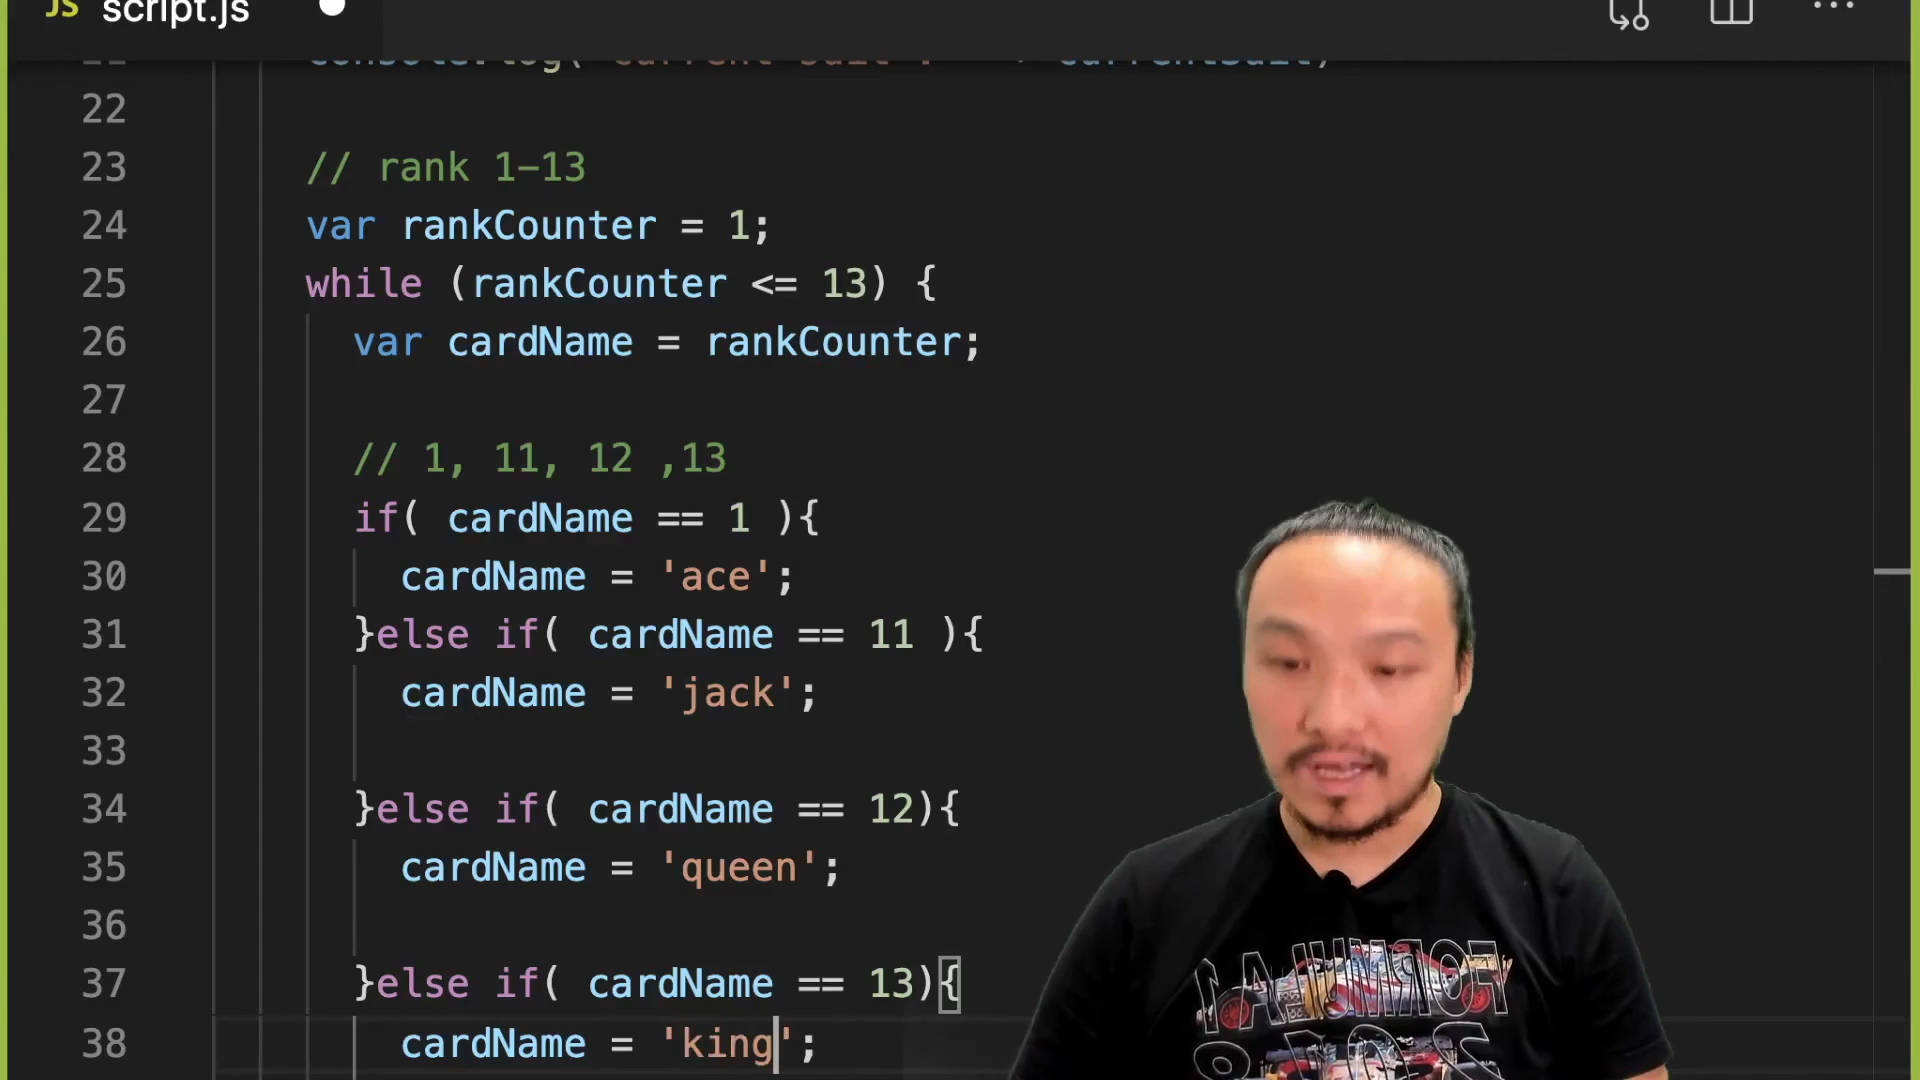 JS script.js
22
23 // rank 1-13
24 var rankCounter = 1;
25 while (rankCounter <= 13) {
26 var cardName = rankCounter;
27
28 // 1, 11, 12 ,13
29 if( cardName == 1 ){
30 cardName = 'ace';
31 }else if( cardName == 11 ){
32 cardName = 'jack';
33
34 }else if( cardName == 12){
35 cardName = 'queen';
36
37 }else if( cardName == 13){
38 cardName = 'king';
FORMULA1